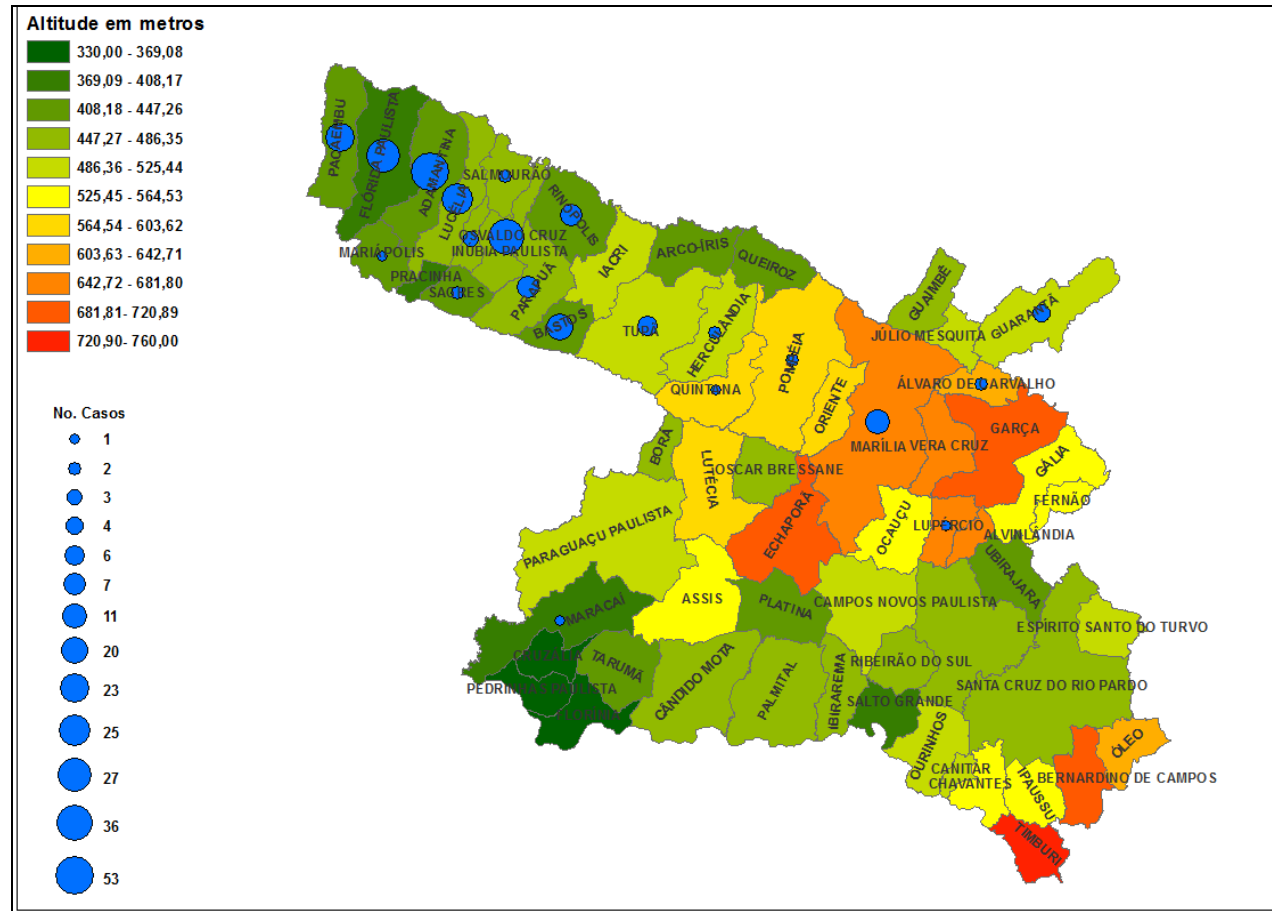 Altitude em metros
330,00 - 369,08
369,09 - 408,17
408,18 - 447,26
447,27 - 486,35
486,36 - 525,44
525,45 - 564,53
564,54 - 603,62
603,63 - 642,71
642,72 - 681,80
681,81- 720,89
720,90- 760,00
No. Casos
1
2
3
4
6
7
11
20
23
25
27
36
53
PACAEMBU
FLÓRIDA PAULISTA
ADAMANTINA
LUCÉLIA
SALMOURÃO
RINÓPOLIS
OSVALDO CRUZ
INÚBIA PAULISTA
MARIÁPOLIS
PRACINHA
SAGRES
PARAPUÃ
BASTOS
IACRI
ARCO-ÍRIS
QUEIROZ
TUPÃ
HERCULÂNDIA
QUINTANA
POMPÉIA
ORIENTE
GUAIMBÊ
JÚLIO MESQUITA
GUARANTÃ
ÁLVARO DE CARVALHO
GARÇA
MARÍLIA
VERA CRUZ
GÁLIA
FERNÃO
ALVINLÂNDIA
LUPÉRCIO
OCAUÇU
UBIRAJARA
BORÁ
LUTÉCIA
OSCAR BRESSANE
ECHAPORÃ
PARAGUAÇU PAULISTA
ASSIS
PLATINA
CAMPOS NOVOS PAULISTA
ESPÍRITO SANTO DO TURVO
MARACAÍ
CRUZÁLIA
PEDRINHAS PAULISTA
FLORÍNIA
TARUMÃ
CÂNDIDO MOTA
PALMITAL
IBIRAREMA
RIBEIRÃO DO SUL
SALTO GRANDE
SANTA CRUZ DO RIO PARDO
OURINHOS
CANITAR
CHAVANTES
IPAUSSU
BERNARDINO DE CAMPOS
ÓLEO
TIMBURI